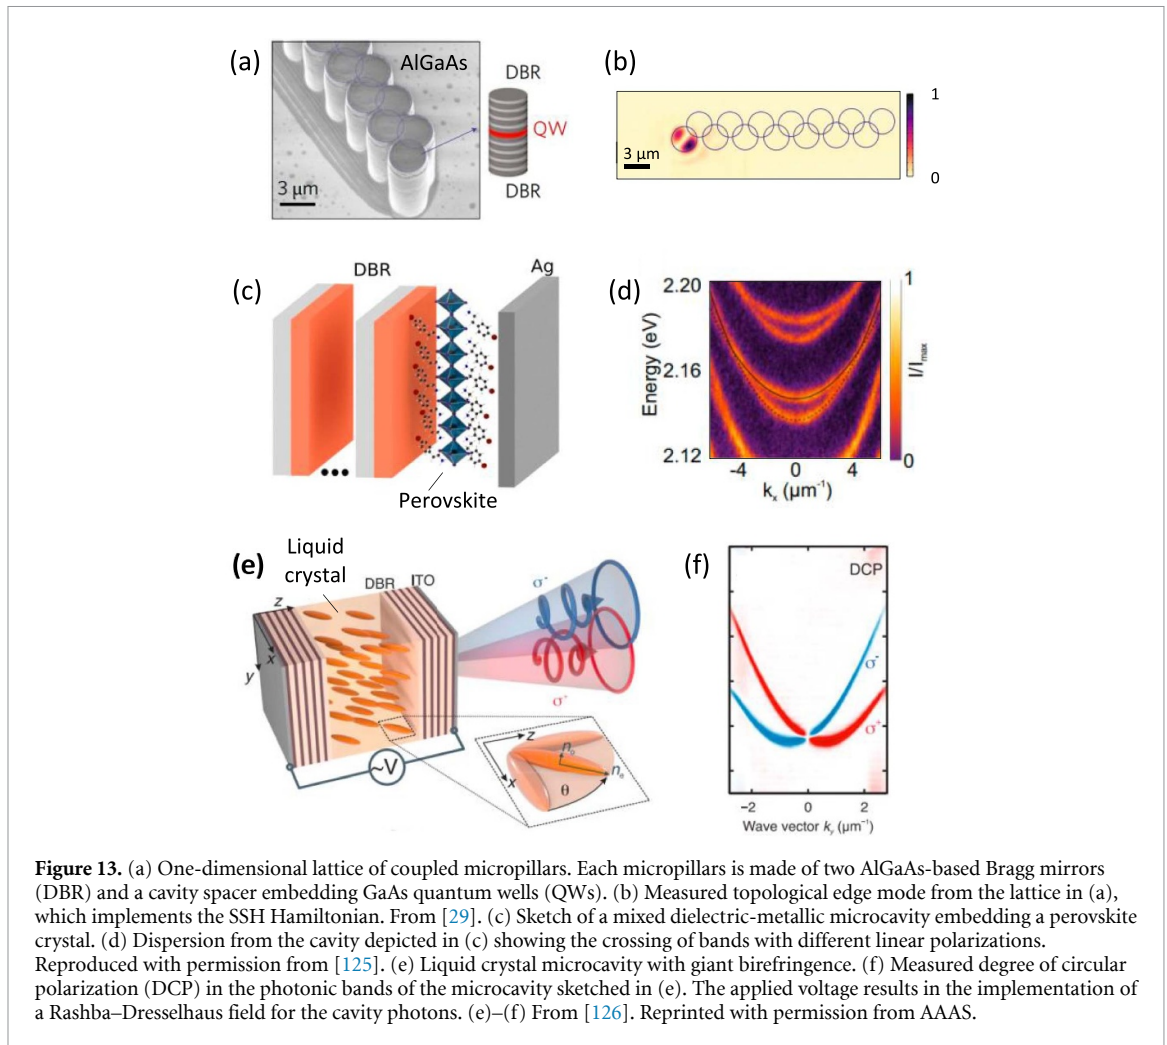 (a)
AlGaAs
DBR
QW
DBR
3 μm
(b)
3 μm
1
0
(c)
DBR
Ag
Perovskite
(d)
Energy (eV)
2.20
2.16
2.12
-4 0 4
kₓ (μm⁻¹)
1
I/Iₘₐₓ
0
(e)
Liquid
crystal
DBR ITO
z
x
y
σ⁻
σ⁺
~V
z
x
nₒ
nₑ
θ
(f)
DCP
σ⁻
σ⁺
−2 0 2
Wave vector kᵧ (μm⁻¹)
Figure 13. (a) One-dimensional lattice of coupled micropillars. Each micropillars is made of two AlGaAs-based Bragg mirrors
(DBR) and a cavity spacer embedding GaAs quantum wells (QWs). (b) Measured topological edge mode from the lattice in (a),
which implements the SSH Hamiltonian. From [29]. (c) Sketch of a mixed dielectric-metallic microcavity embedding a perovskite
crystal. (d) Dispersion from the cavity depicted in (c) showing the crossing of bands with different linear polarizations.
Reproduced with permission from [125]. (e) Liquid crystal microcavity with giant birefringence. (f) Measured degree of circular
polarization (DCP) in the photonic bands of the microcavity sketched in (e). The applied voltage results in the implementation of
a Rashba–Dresselhaus field for the cavity photons. (e)–(f) From [126]. Reprinted with permission from AAAS.